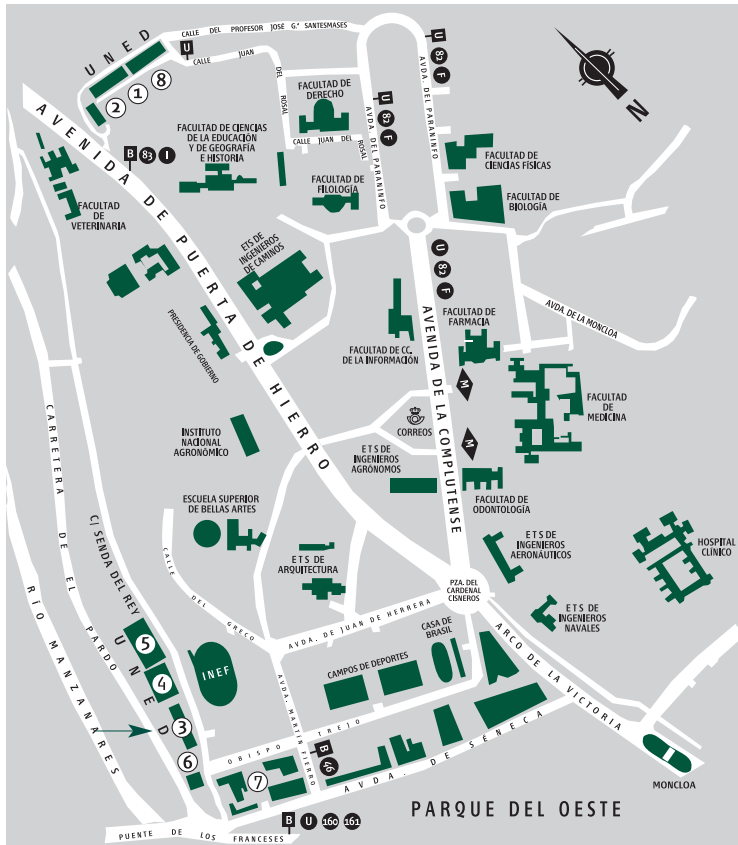 CALLE DEL PROFESOR JOSÉ G.ª SANTESMASES
UNED
U
CALLE JUAN DEL ROSAL
8
1
2
U
82
F
AVDA. DEL PARANINFO
N
AVENIDA DE PUERTA DE HIERRO
FACULTAD DE
DERECHO
U
82
F
AVDA. DEL PARANINFO
CALLE JUAN DEL ROSAL
B 83 I
FACULTAD DE CIENCIAS
DE LA EDUCACIÓN
Y DE GEOGRAFÍA
E HISTORIA
FACULTAD DE
CIENCIAS FÍSICAS
FACULTAD DE
FILOLOGÍA
FACULTAD DE
BIOLOGÍA
FACULTAD
DE
VETERINARIA
ETS DE
INGENIEROS
DE CAMINOS
U
82
F
AVENIDA DE LA COMPLUTENSE
AVDA. DE LA MONCLOA
PRESIDENCIA DE GOBIERNO
FACULTAD DE
FARMACIA
FACULTAD DE CC.
DE LA INFORMACIÓN
M
FACULTAD
DE
MEDICINA
CORREOS
M
INSTITUTO
NACIONAL
AGRONÓMICO
E T S DE
INGENIEROS
AGRÓNOMOS
CARRETERA DE EL PARDO
ESCUELA SUPERIOR
DE BELLAS ARTES
FACULTAD
DE
ODONTOLOGÍA
C/ SENDA DEL REY
E T S DE
INGENIEROS
AERONÁUTICOS
HOSPITAL
CLÍNICO
E T S DE
ARQUITECTURA
CALLE DEL GRECO
PZA. DEL
CARDENAL
CISNEROS
RÍO MANZANARES
E T S DE
INGENIEROS
NAVALES
AVDA. DE JUAN DE HERRERA
UNED
5
4
3
6
INEF
CASA DE
BRASIL
CAMPOS DE DEPORTES
ARCO DE LA VICTORIA
AVDA. MARTIN FIERRO
OBISPO TREJO
B
46
7
AVDA. DE SÉNECA
MONCLOA
PARQUE DEL OESTE
B U 160 161
PUENTE DE LOS FRANCESES